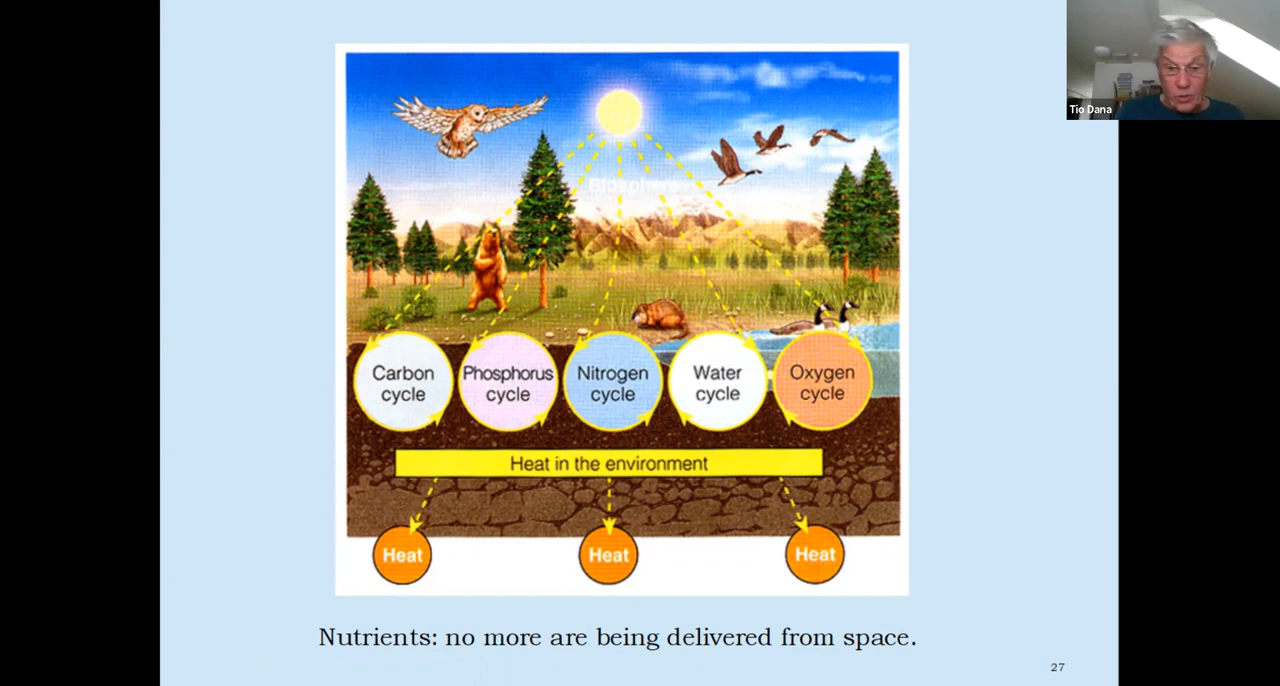 Tio Dana
Biosphere
Carbon
cycle
Phosphorus
cycle
Nitrogen
cycle
Water
cycle
Oxygen
cycle
Heat in the environment
Heat
Heat
Heat
Nutrients: no more are being delivered from space.
27